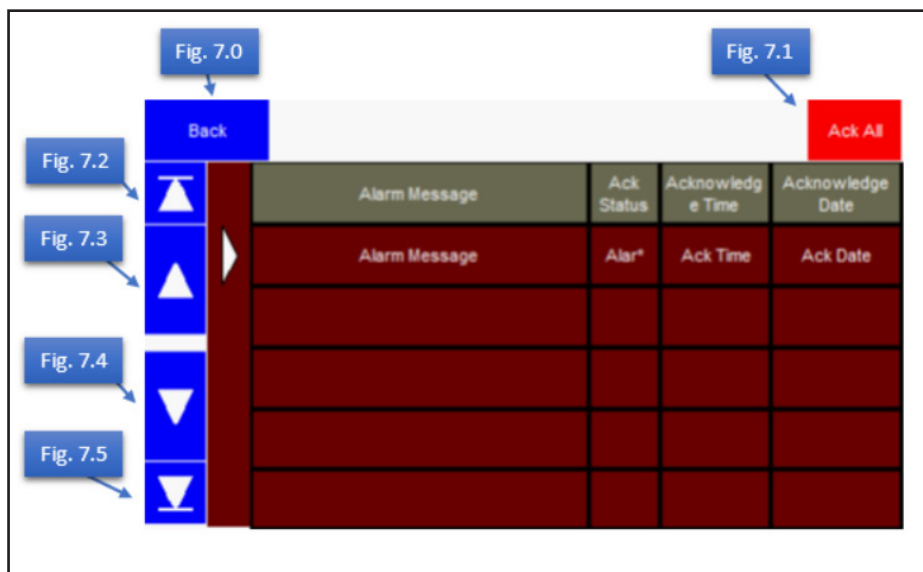 Fig. 7.0
Fig. 7.1
Back
Ack All
Fig. 7.2
Alarm Message
Ack
Status
Acknowledg
e Time
Acknowledge
Date
Fig. 7.3
Alarm Message
Alar*
Ack Time
Ack Date
Fig. 7.4
Fig. 7.5